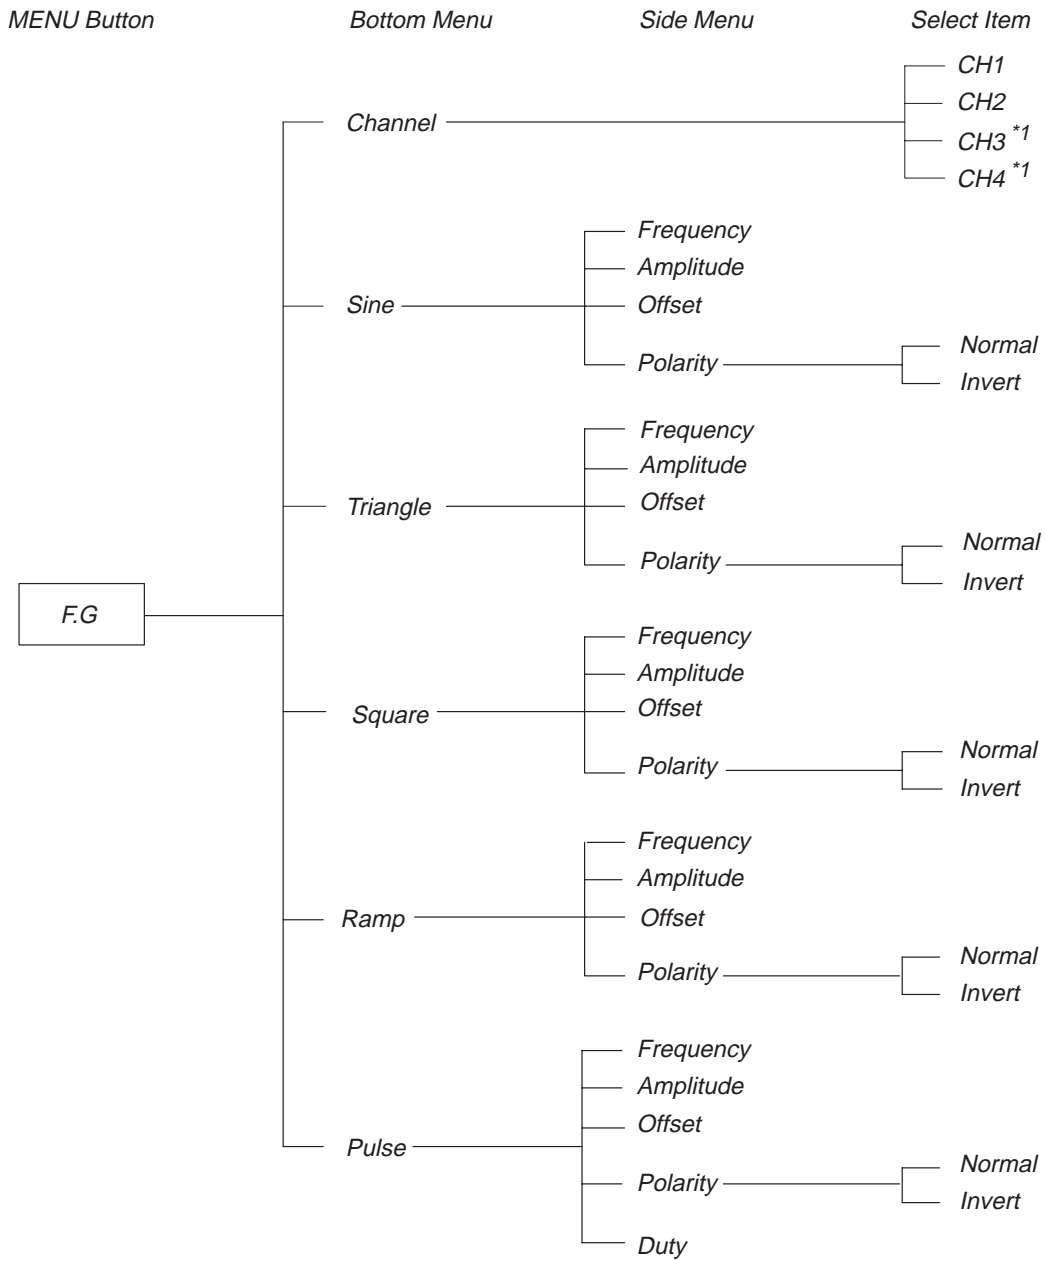 MENU Button Bottom Menu Side Menu Select Item
CH1
CH2
Channel
CH3 *1
CH4 *1
Frequency
Amplitude
Sine
Offset
Polarity
Normal
Invert
Frequency
Amplitude
Triangle
Offset
Polarity
Normal
Invert
F.G
Frequency
Amplitude
Square
Offset
Polarity
Normal
Invert
Frequency
Amplitude
Ramp
Offset
Polarity
Normal
Invert
Frequency
Amplitude
Offset
Pulse
Polarity
Normal
Invert
Duty